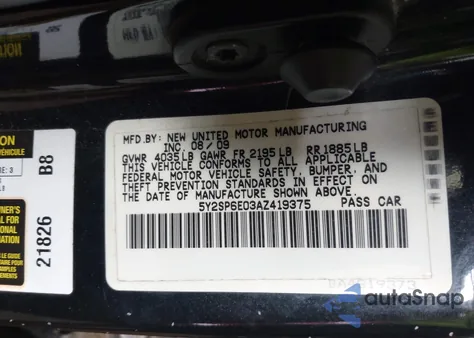 MFD.BY: NEW UNITED MOTOR MANUFACTURING
INC. 08/09
GVWR 4035LB GAWR FR 2195LB RR1885LB
THIS VEHICLE CONFORMS TO ALL APPLICABLE
FEDERAL MOTOR VEHICLE SAFETY, BUMPER, AND
THEFT PREVENTION STANDARDS IN EFFECT ON
THE DATE OF MANUFACTURE SHOWN ABOVE.
5Y2SP6E03AZ419375 PASS CAR
21826 B8
autoSnap